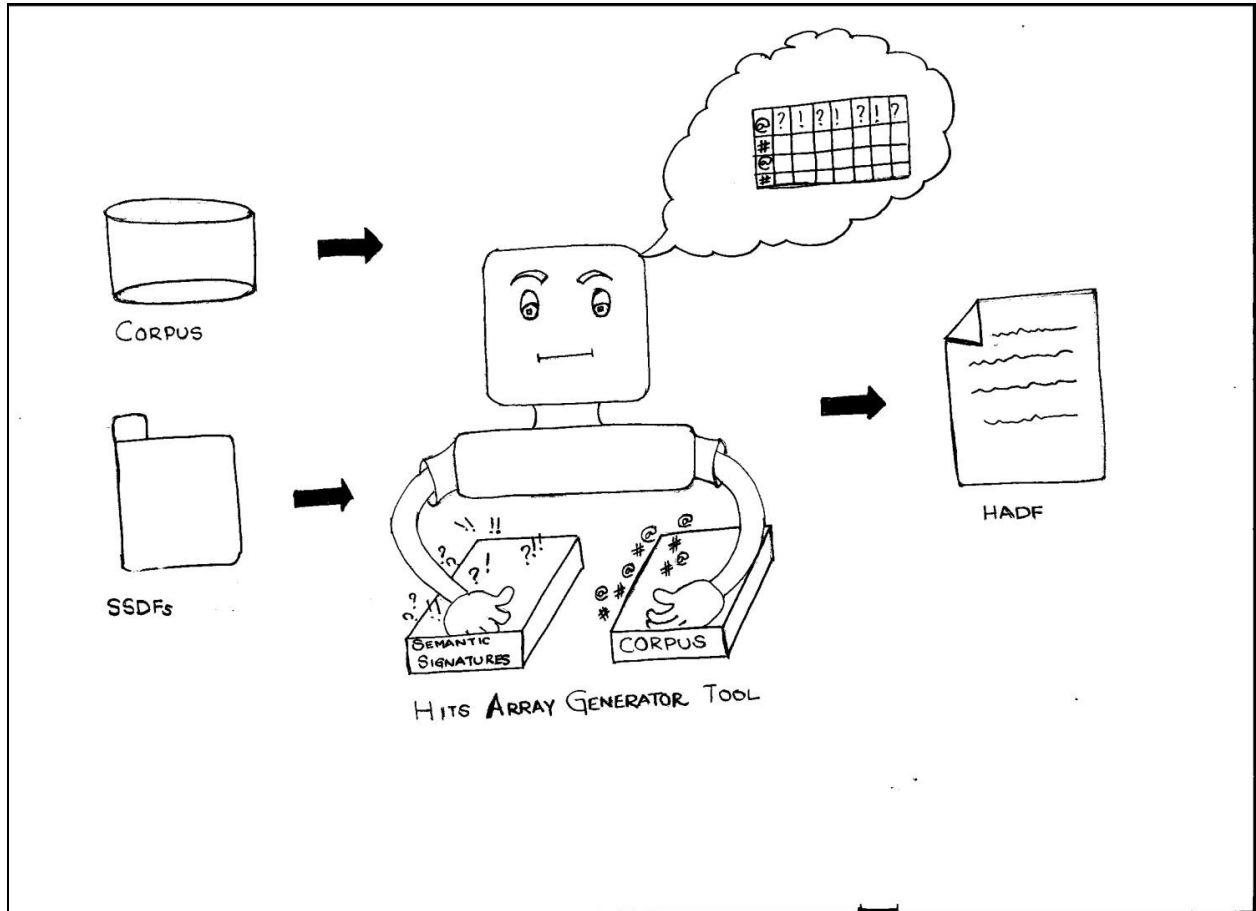 @ ? ! ? ! ? ! ?
#
@
#
CORPUS
SSDFs
HADF
!! !! ? ?!!
? ? ? !
? ? !!
@ @ # #
@ # @
@ # #
SEMANTIC
SIGNATURES
CORPUS
HITS ARRAY GENERATOR TOOL